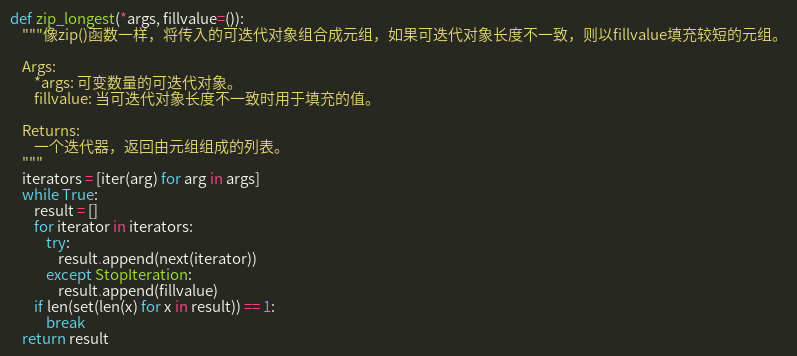 def zip_longest(*args, fillvalue=()):
    """像zip()函数一样，将传入的可迭代对象组合成元组，如果可迭代对象长度不一致，则以fillvalue填充较短的元组。

    Args:
        *args: 可变数量的可迭代对象。
        fillvalue: 当可迭代对象长度不一致时用于填充的值。

    Returns:
        一个迭代器，返回由元组组成的列表。
    """
    iterators = [iter(arg) for arg in args]
    while True:
        result = []
        for iterator in iterators:
            try:
                result.append(next(iterator))
            except StopIteration:
                result.append(fillvalue)
        if len(set(len(x) for x in result)) == 1:
            break
    return result